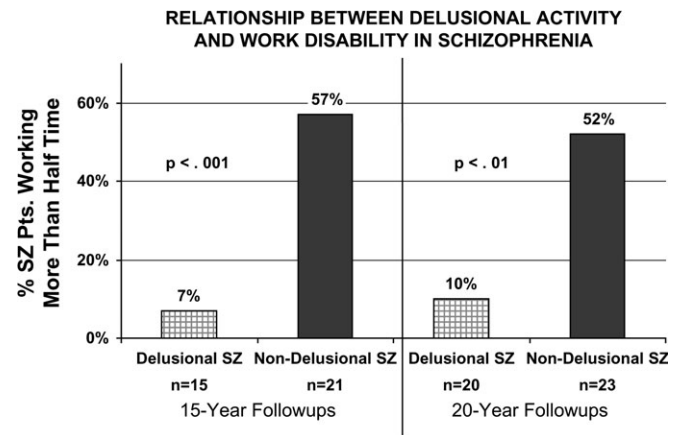 RELATIONSHIP BETWEEN DELUSIONAL ACTIVITY
AND WORK DISABILITY IN SCHIZOPHRENIA
% SZ Pts. Working
More Than Half Time
60%
40%
20%
0%
57%
p < . 001
7%
52%
p < . 01
10%
Delusional SZ Non-Delusional SZ Delusional SZ Non-Delusional SZ
n=15 n=21 n=20 n=23
15-Year Followups 20-Year Followups